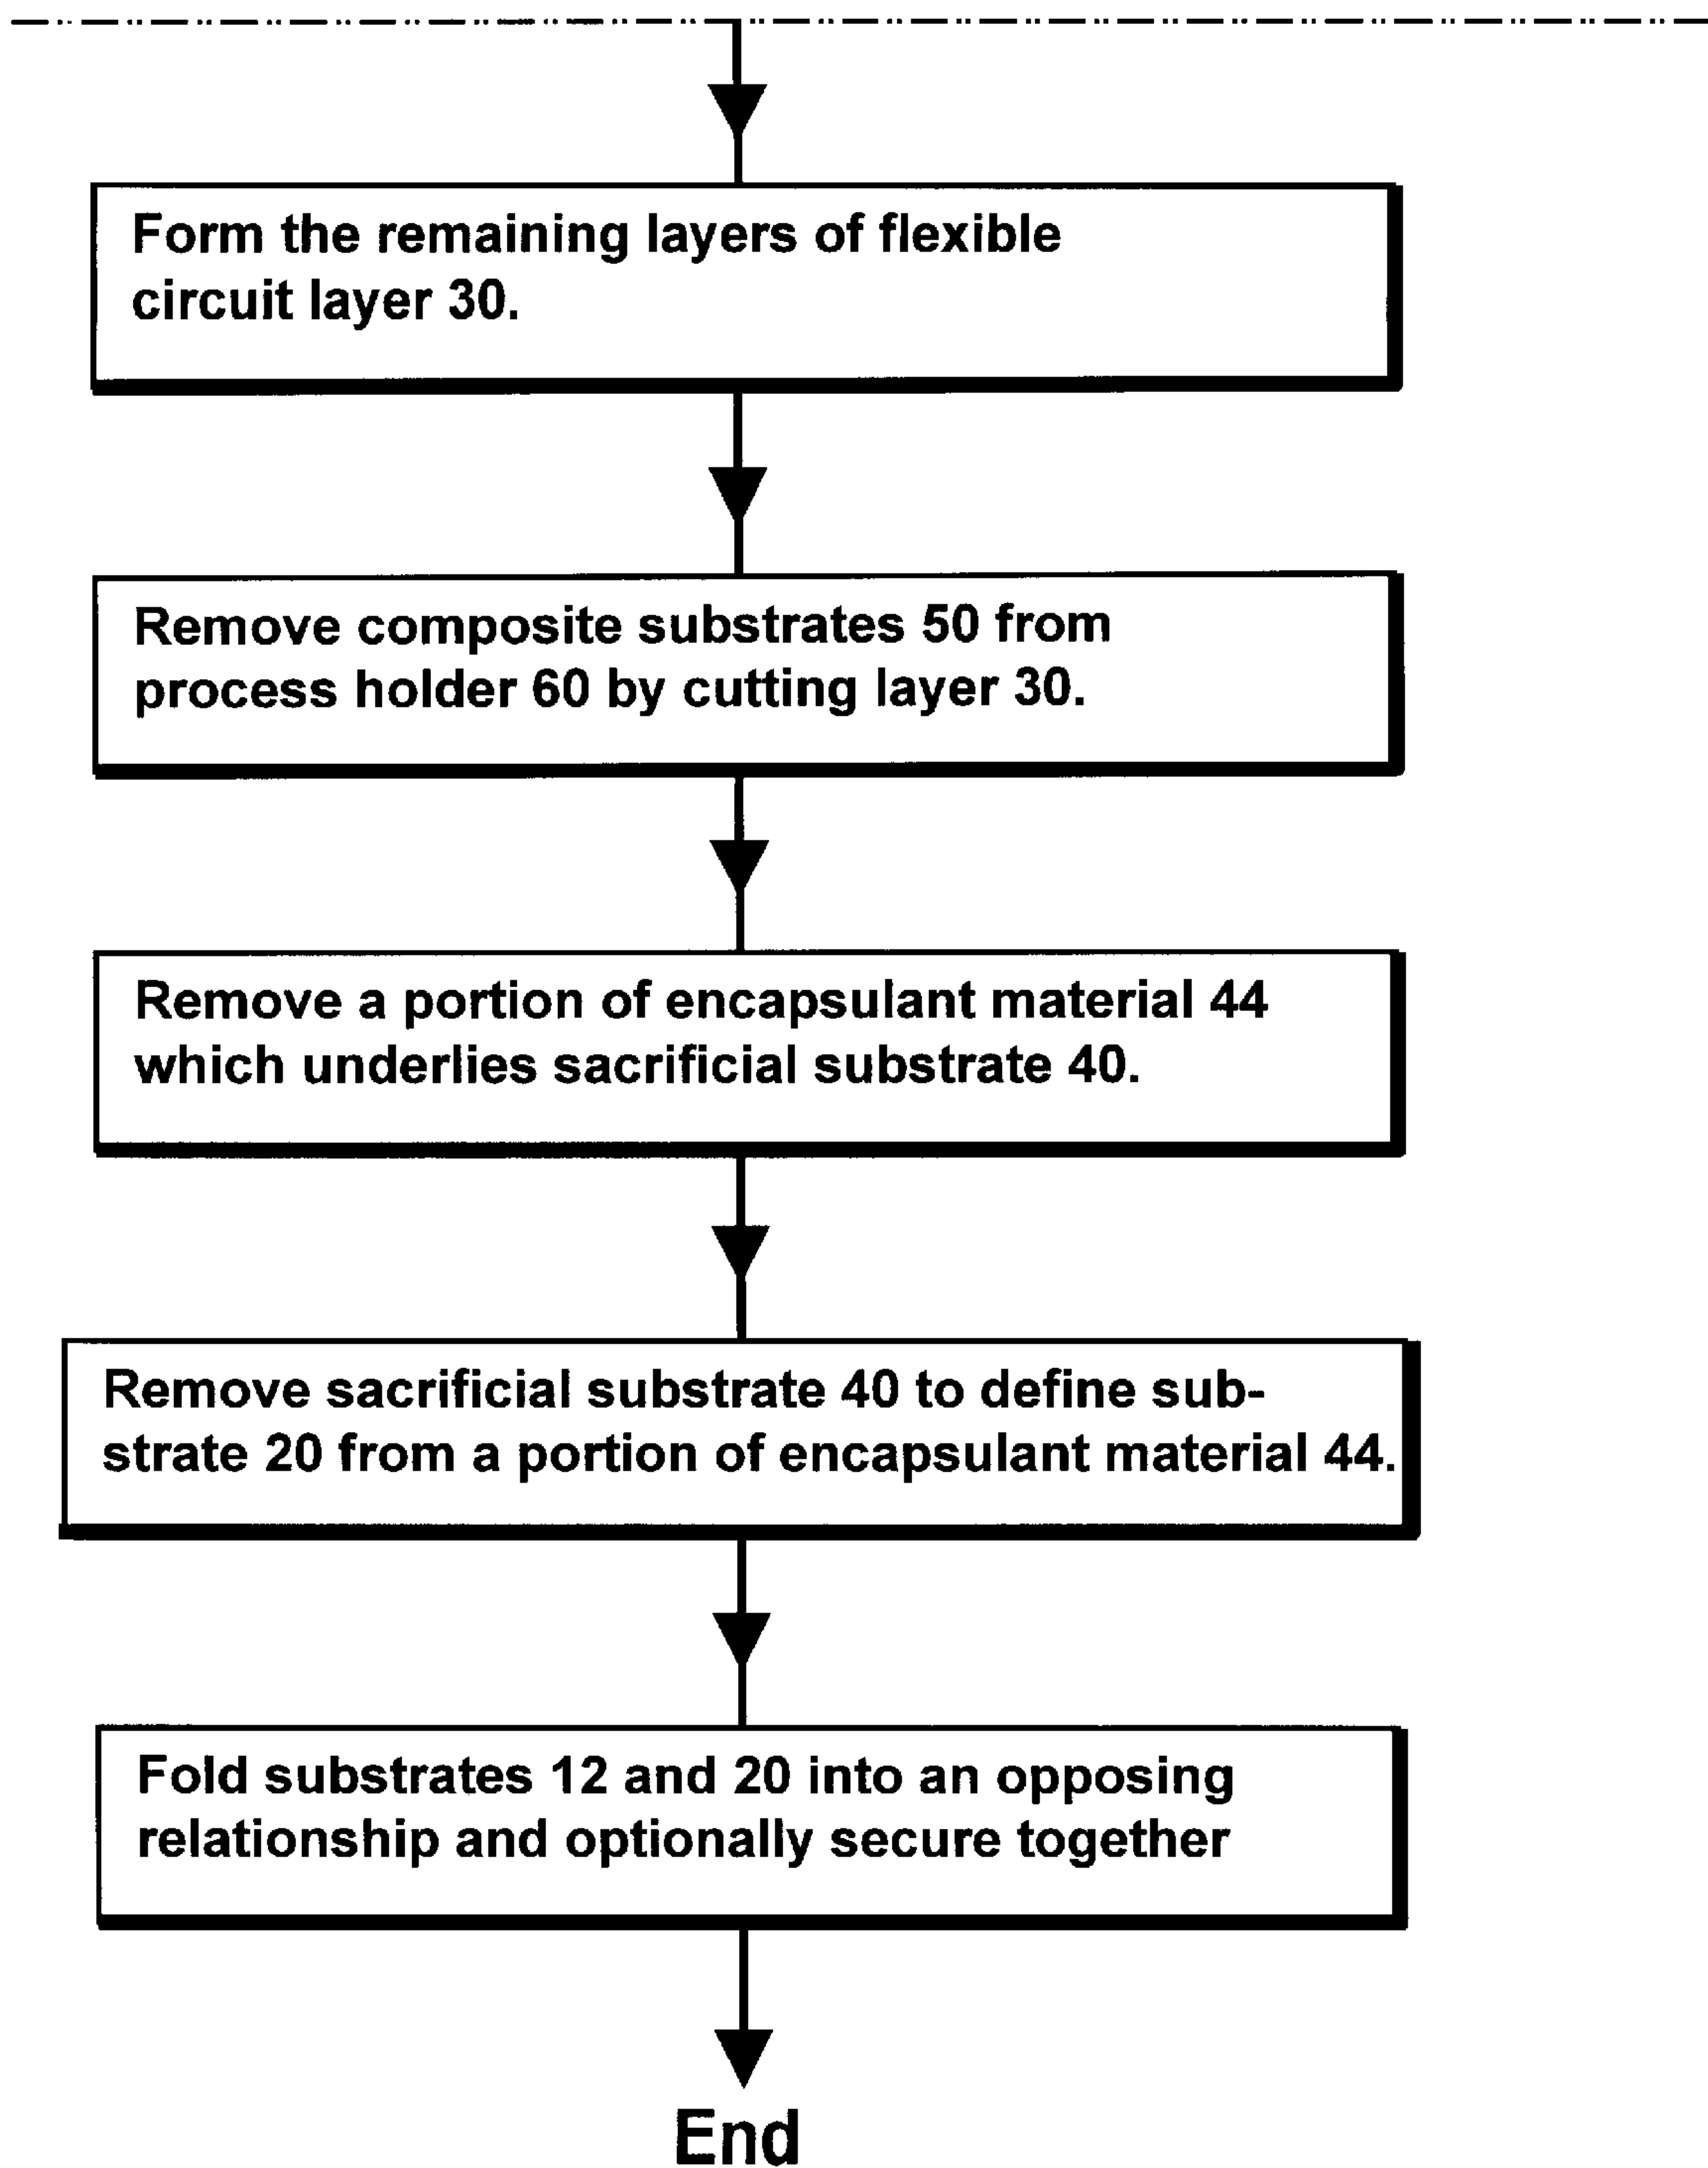 Form the remaining layers of flexible
circuit layer 30.
Remove composite substrates 50 from
process holder 60 by cutting layer 30.
Remove a portion of encapsulant material 44
which underlies sacrificial substrate 40.
Remove sacrificial substrate 40 to define sub-
strate 20 from a portion of encapsulant material 44.
Fold substrates 12 and 20 into an opposing
relationship and optionally secure together
End